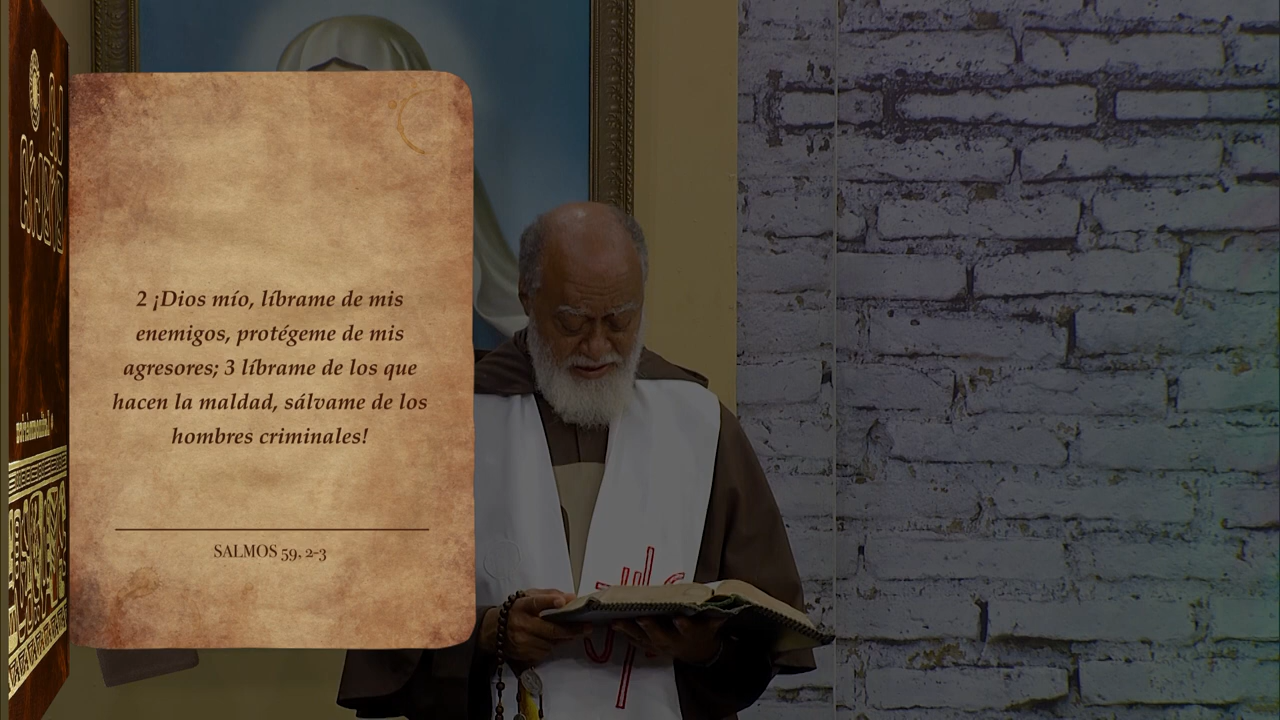 2 ¡Dios mío, líbrame de mis
enemigos, protégeme de mis
agresores; 3 líbrame de los que
hacen la maldad, sálvame de los
hombres criminales!
SALMOS 59, 2-3